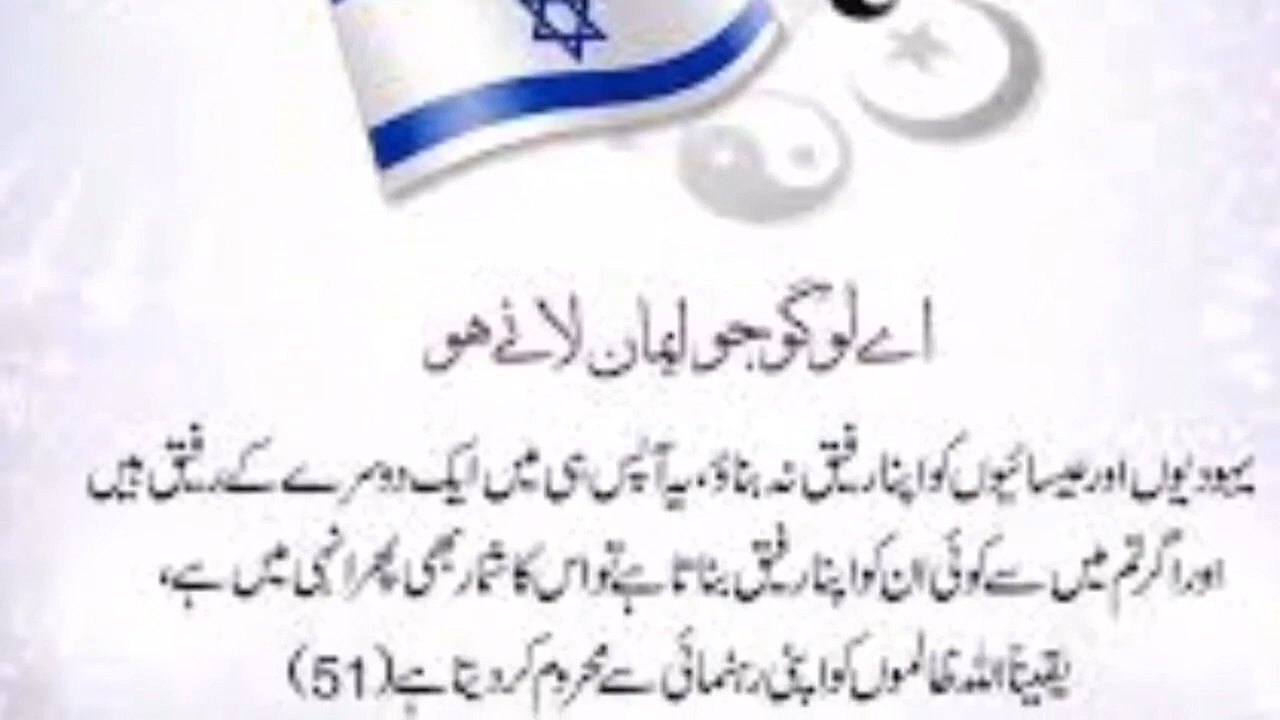 اے لوگو جو ایمان لائے ہو
یہودیوں اور عیسائیوں کو اپنا رفیق نہ بناؤ، یہ آپس ہی میں ایک دوسرے کے رفیق ہیں
اور اگر تم میں سے کوئی ان کو اپنا رفیق بناتا ہے تو اس کا شمار بھی پھر انہی میں ہے،
یقیناً اللہ ظالموں کو اپنی رہنمائی سے محروم کر دیتا ہے (51)